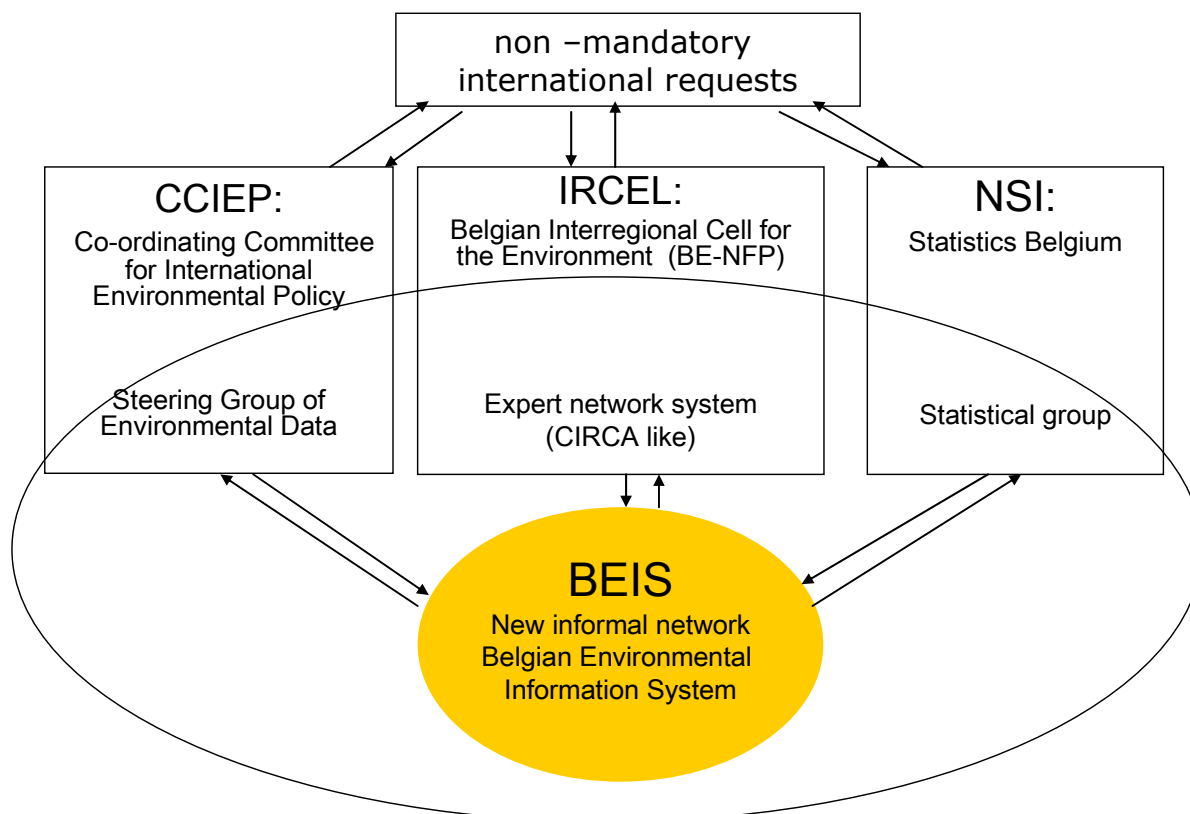 non –mandatory
international requests
CCIEP:
Co-ordinating Committee
for International
Environmental Policy
Steering Group of
Environmental Data
IRCEL:
Belgian Interregional Cell for
the Environment (BE-NFP)
Expert network system
(CIRCA like)
NSI:
Statistics Belgium
Statistical group
BEIS
New informal network
Belgian Environmental
Information System